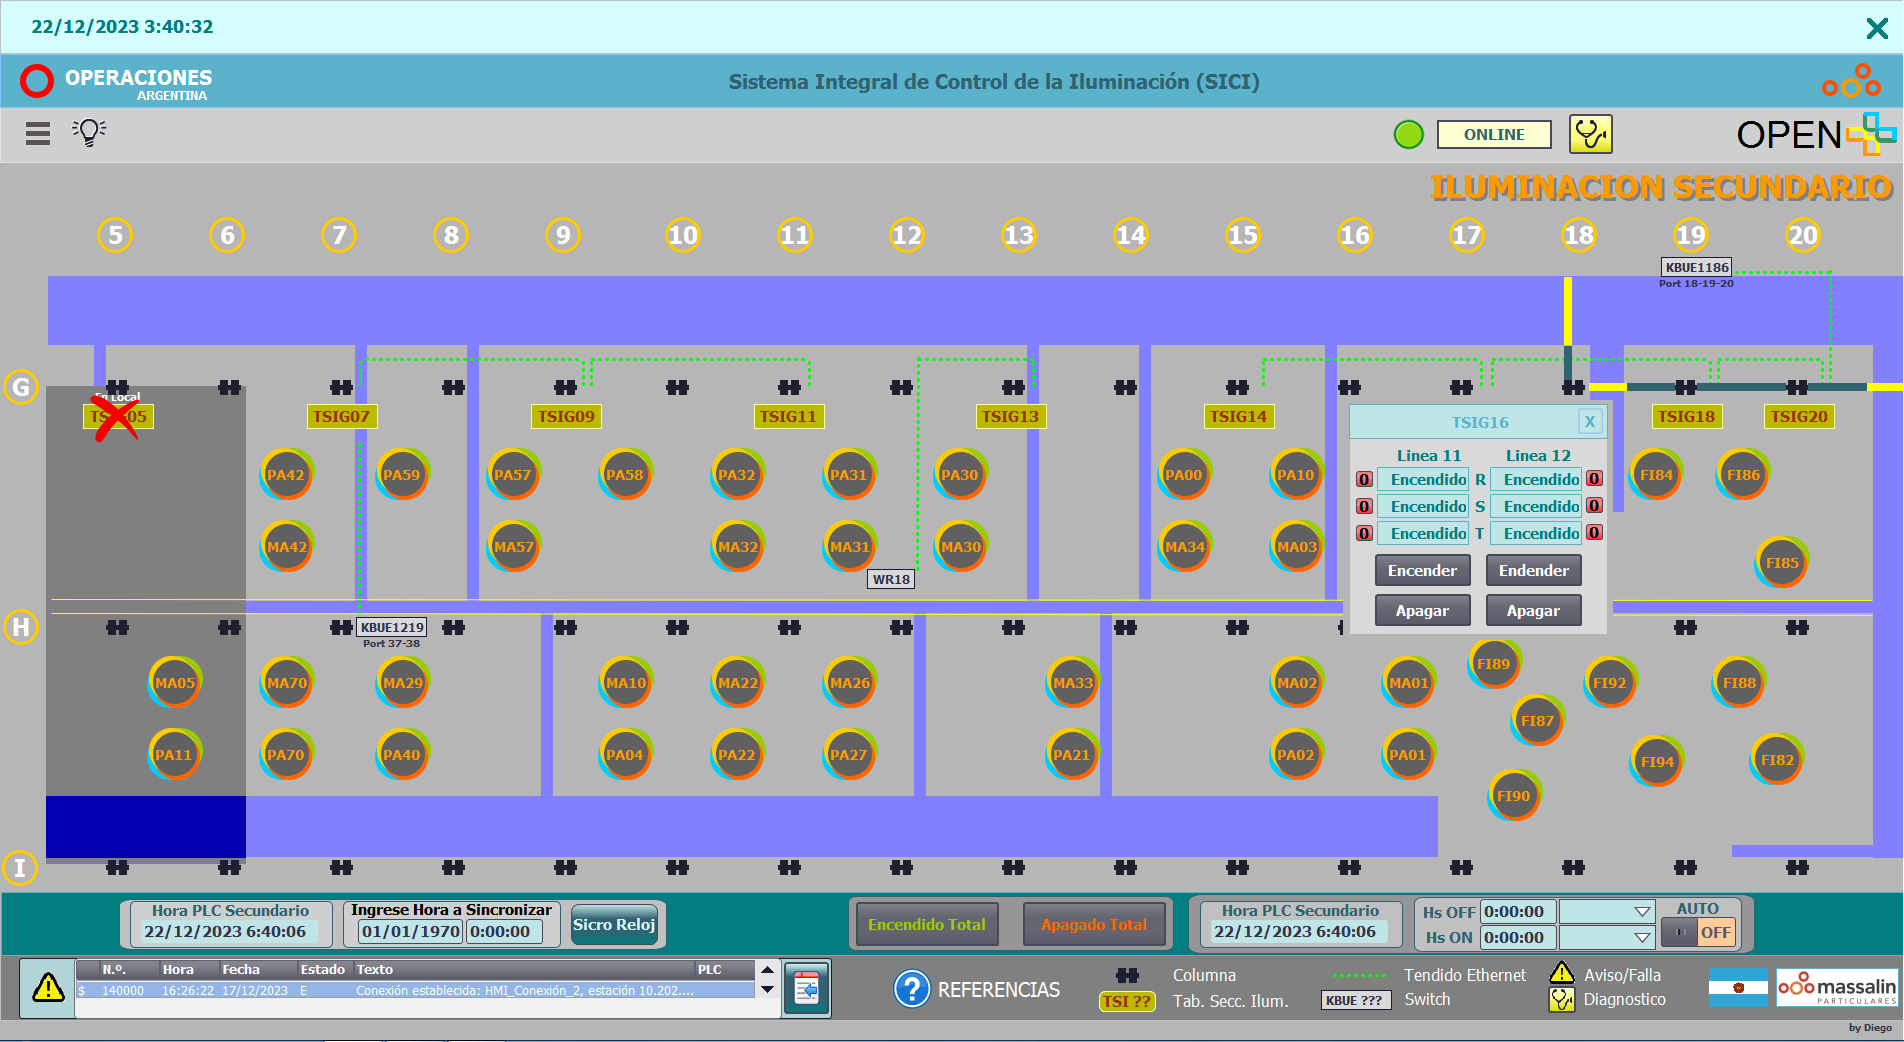 22/12/2023 3:40:32
OPERACIONES
ARGENTINA
Sistema Integral de Control de la Iluminación (SICI)
ONLINE
OPEN
ILUMINACION SECUNDARIO
5 6 7 8 9 10 11 12 13 14 15 16 17 18 19 20
KBUE1186
Port 18-19-20
G
En Local
TSIG05 TSIG07 TSIG09 TSIG11 TSIG13 TSIG14 TSIG18 TSIG20
TSIG16 X
Linea 11 Linea 12
0 Encendido R Encendido 0
0 Encendido S Encendido 0
0 Encendido T Encendido 0
Encender Endender
Apagar Apagar
PA42 PA59 PA57 PA58 PA32 PA31 PA30 PA00 PA10 FI84 FI86
MA42 MA57 MA32 MA31 MA30 MA34 MA03 FI85
WR18
H
KBUE1219
Port 37-38
MA05 MA70 MA29 MA10 MA22 MA26 MA33 MA02 MA01 FI89 FI92 FI88
FI87
PA11 PA70 PA40 PA04 PA22 PA27 PA21 PA02 PA01 FI94 FI82
FI90
I
Hora PLC Secundario
22/12/2023 6:40:06
Ingrese Hora a Sincronizar
01/01/1970 0:00:00
Sicro Reloj
Encendido Total
Apagado Total
Hora PLC Secundario
22/12/2023 6:40:06
Hs OFF 0:00:00
Hs ON 0:00:00
AUTO
OFF
N.º. Hora Fecha Estado Texto PLC
$ 140000 16:26:22 17/12/2023 E Conexión establecida: HMI_Conexión_2, estación 10.202....
? REFERENCIAS
Columna
TSI ?? Tab. Secc. Ilum.
Tendido Ethernet
KBUE ??? Switch
Aviso/Falla
Diagnostico
massalin
PARTICULARES
by Diego